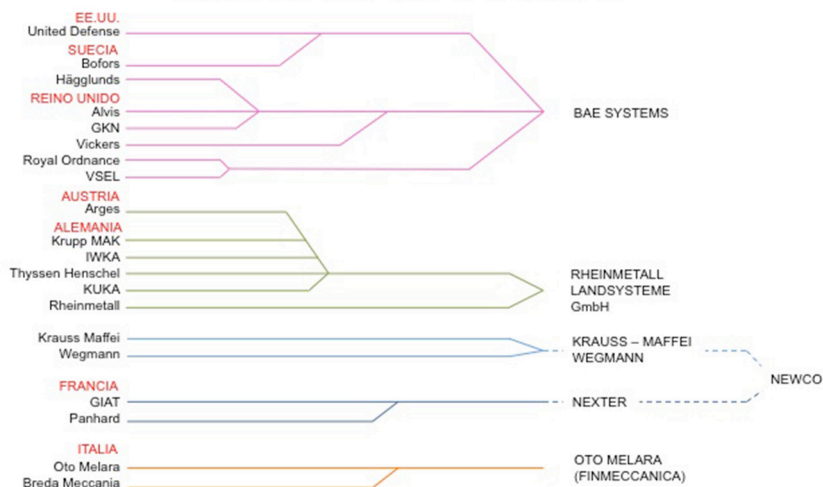 EE.UU.
United Defense
SUECIA
Bofors
Hägglunds
REINO UNIDO
Alvis
GKN
Vickers
Royal Ordnance
VSEL
BAE SYSTEMS
AUSTRIA
Arges
ALEMANIA
Krupp MAK
IWKA
Thyssen Henschel
KUKA
Rheinmetall
RHEINMETALL
LANDSYSTEME
GmbH
Krauss Maffei
Wegmann
KRAUSS – MAFFEI
WEGMANN
NEWCO
FRANCIA
GIAT
Panhard
NEXTER
ITALIA
Oto Melara
Breda Meccania
OTO MELARA
(FINMECCANICA)